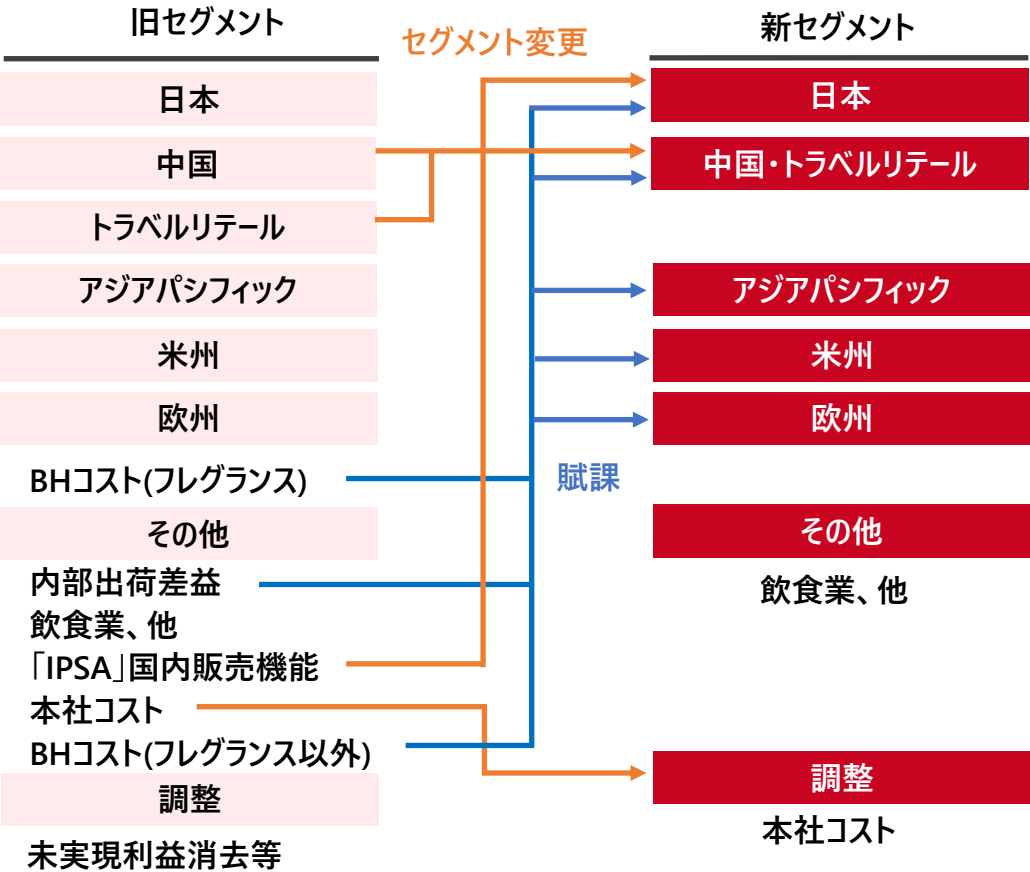 旧セグメント
セグメント変更
新セグメント
日本
日本
中国
中国・トラベルリテール
トラベルリテール
アジアパシフィック
アジアパシフィック
米州
米州
欧州
欧州
BHコスト(フレグランス)
賦課
その他
その他
内部出荷差益
飲食業、他
飲食業、他
「IPSA」国内販売機能
本社コスト
BHコスト(フレグランス以外)
調整
調整
本社コスト
未実現利益消去等